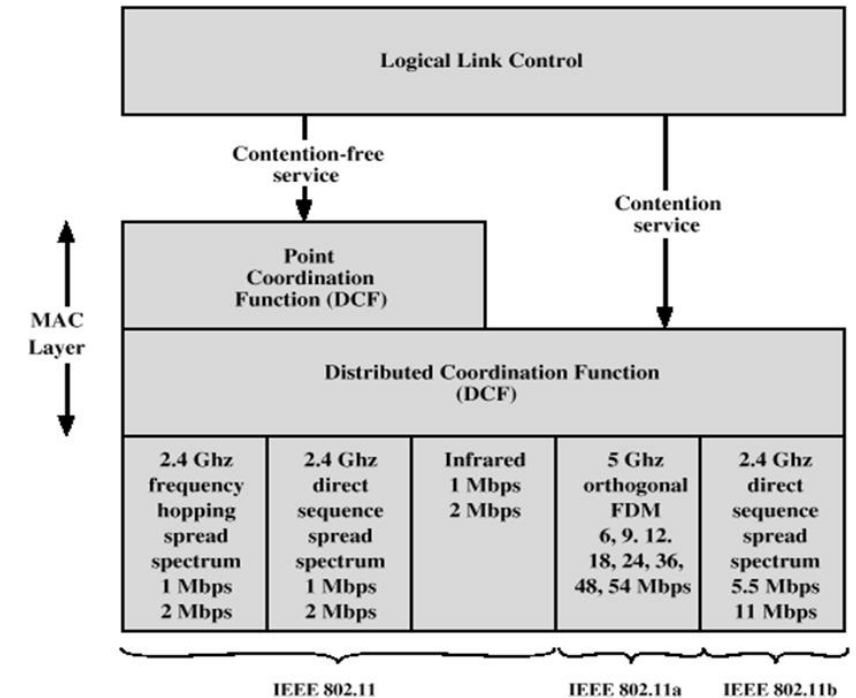 Logical Link Control
Contention-free
service
Contention
service
Point
Coordination
Function (DCF)
MAC
Layer
Distributed Coordination Function
(DCF)
2.4 Ghz
frequency
hopping
spread
spectrum
1 Mbps
2 Mbps
2.4 Ghz
direct
sequence
spread
spectrum
1 Mbps
2 Mbps
Infrared
1 Mbps
2 Mbps
5 Ghz
orthogonal
FDM
6, 9. 12.
18, 24, 36,
48, 54 Mbps
2.4 Ghz
direct
sequence
spread
spectrum
5.5 Mbps
11 Mbps
IEEE 802.11
IEEE 802.11a
IEEE 802.11b